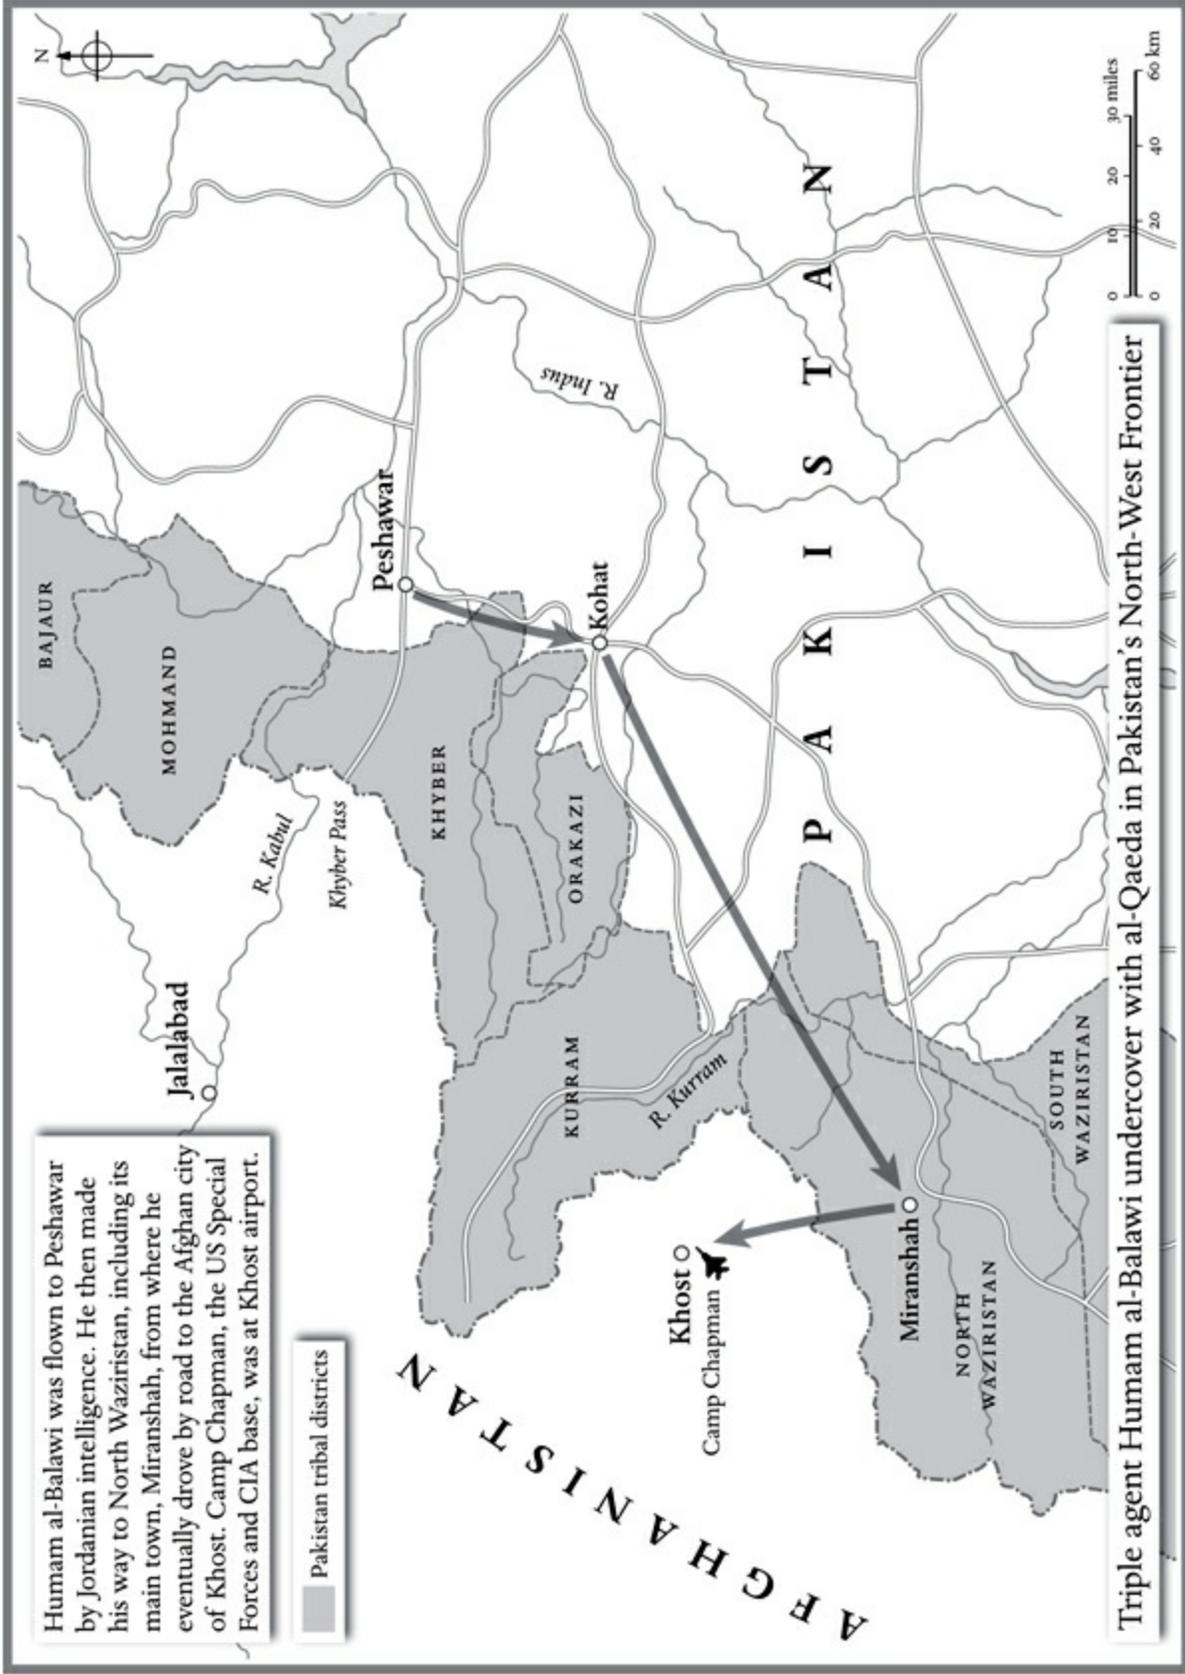 Humam al-Balawi was flown to Peshawar
by Jordanian intelligence. He then made
his way to North Waziristan, including its
main town, Miranshah, from where he
eventually drove by road to the Afghan city
of Khost. Camp Chapman, the US Special
Forces and CIA base, was at Khost airport.
Pakistan tribal districts
N
BAJAUR
MOHMAND
R. Kabul
Khyber Pass
Jalalabad
Peshawar
KHYBER
R. Indus
Kohat
ORAKAZI
KURRAM
R. Kurram
AFGHANISTAN
PAKISTAN
Khost
Camp Chapman
Miranshah
NORTH
WAZIRISTAN
SOUTH
WAZIRISTAN
0 10 20 30 miles
0 20 40 60 km
Triple agent Humam al-Balawi undercover with al-Qaeda in Pakistan's North-West Frontier